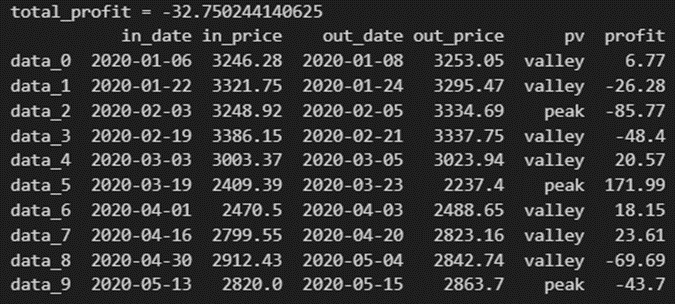 total_profit = -32.750244140625
in_date in_price out_date out_price pv profit
data_0 2020-01-06 3246.28 2020-01-08 3253.05 valley 6.77
data_1 2020-01-22 3321.75 2020-01-24 3295.47 valley -26.28
data_2 2020-02-03 3248.92 2020-02-05 3334.69 peak -85.77
data_3 2020-02-19 3386.15 2020-02-21 3337.75 valley -48.4
data_4 2020-03-03 3003.37 2020-03-05 3023.94 valley 20.57
data_5 2020-03-19 2409.39 2020-03-23 2237.4 peak 171.99
data_6 2020-04-01 2470.5 2020-04-03 2488.65 valley 18.15
data_7 2020-04-16 2799.55 2020-04-20 2823.16 valley 23.61
data_8 2020-04-30 2912.43 2020-05-04 2842.74 valley -69.69
data_9 2020-05-13 2820.0 2020-05-15 2863.7 peak -43.7